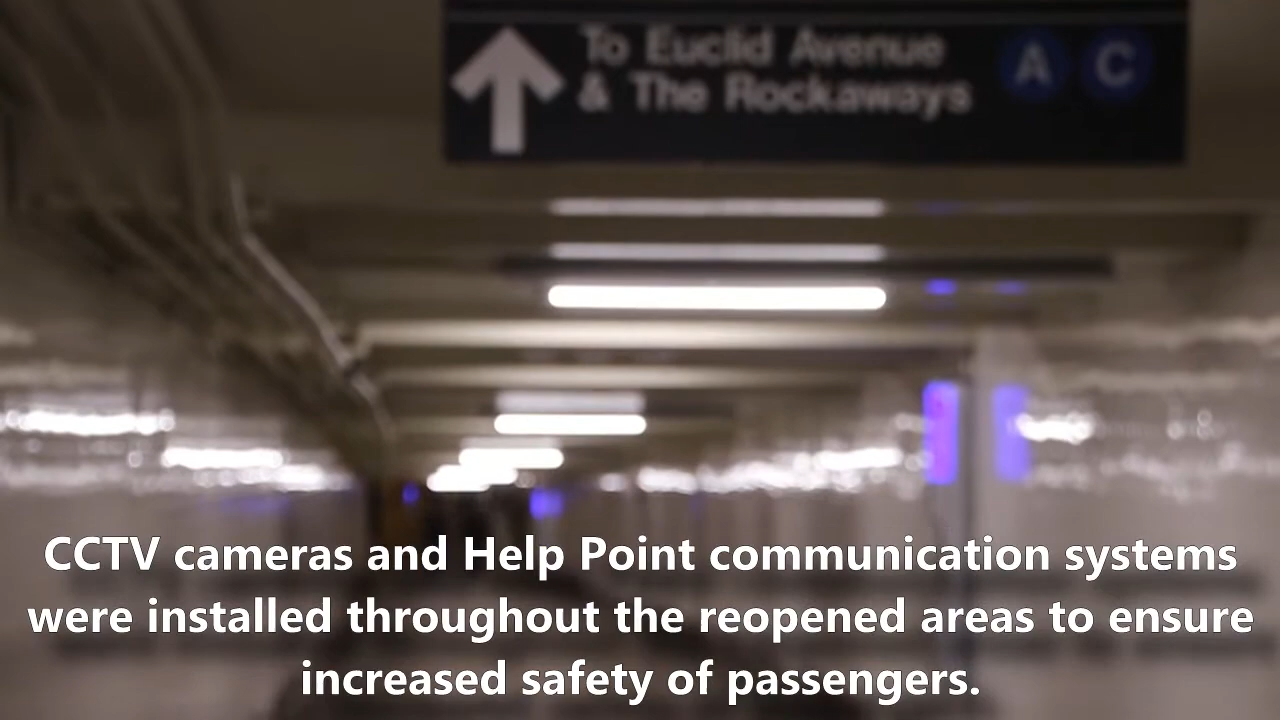 To Euclid Avenue
& The Rockaways
A C
CCTV cameras and Help Point communication systems
were installed throughout the reopened areas to ensure
increased safety of passengers.